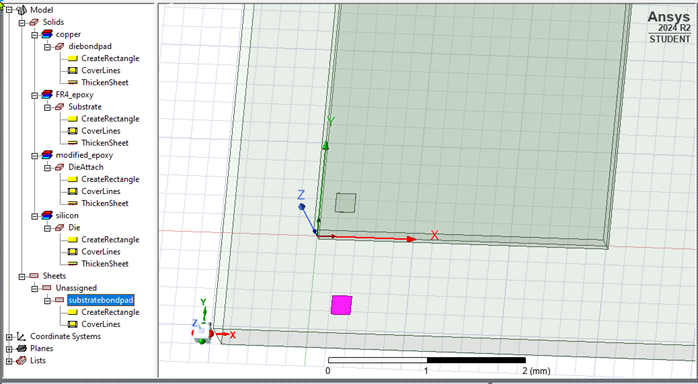 Model
Solids
copper
diebondpad
CreateRectangle
CoverLines
ThickenSheet
FR4_epoxy
Substrate
CreateRectangle
CoverLines
ThickenSheet
modified_epoxy
DieAttach
CreateRectangle
CoverLines
ThickenSheet
silicon
Die
CreateRectangle
CoverLines
ThickenSheet
Sheets
Unassigned
substratebondpad
CreateRectangle
CoverLines
Coordinate Systems
Planes
Lists
Ansys
2024 R2
STUDENT
Y
Z
X
Y
Z
X
0 1 2 (mm)